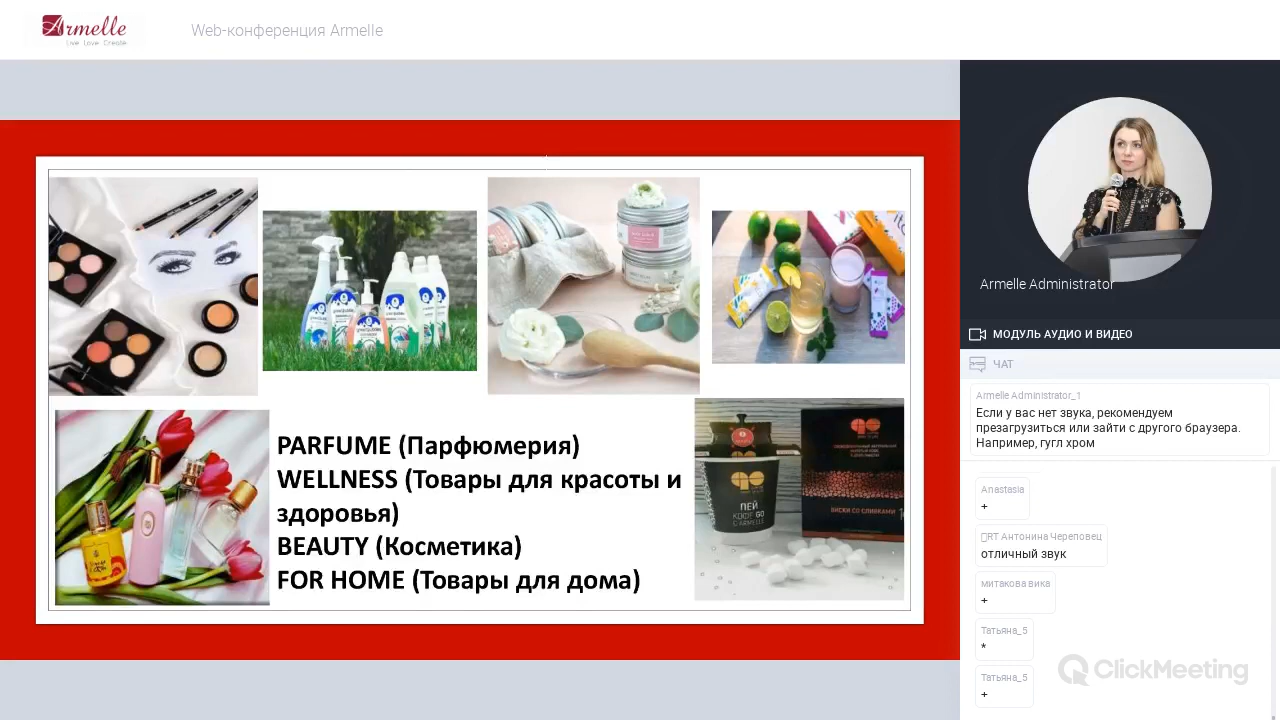 Armelle
Live Love Create
Web-конференция Armelle
PARFUME (Парфюмерия)
WELLNESS (Товары для красоты и
здоровья)
BEAUTY (Косметика)
FOR HOME (Товары для дома)
ПЕЙ
КОФЕ GO
С ARMELLE
ВИСКИ СО СЛИВКАМИ
Armelle Administrator
МОДУЛЬ АУДИО И ВИДЕО
ЧАТ
Armelle Administrator_1
Если у вас нет звука, рекомендуем
презагрузиться или зайти с другого браузера.
Например, гугл хром
Anastasia
+
RT Антонина Череповец
отличный звук
митакова вика
+
Татьяна_5
*
Татьяна_5
+
ClickMeeting